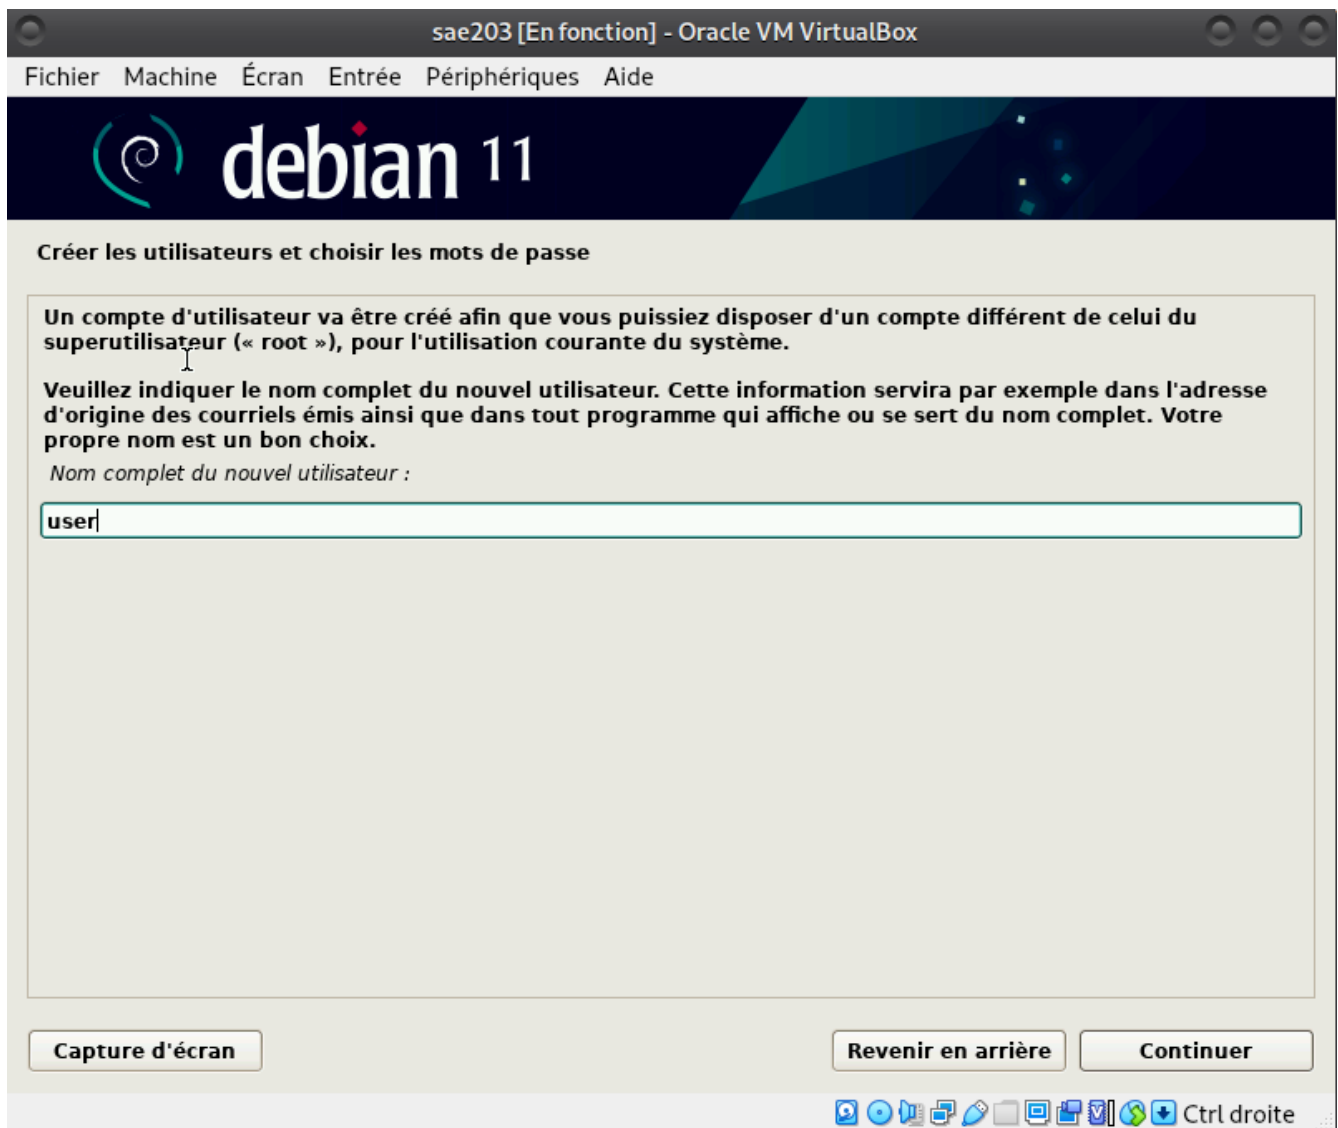 sae203 [En fonction] - Oracle VM VirtualBox
Fichier Machine Écran Entrée Périphériques Aide
debian 11
Créer les utilisateurs et choisir les mots de passe
Un compte d'utilisateur va être créé afin que vous puissiez disposer d'un compte différent de celui du
superutilisateur (« root »), pour l'utilisation courante du système.
Veuillez indiquer le nom complet du nouvel utilisateur. Cette information servira par exemple dans l'adresse
d'origine des courriels émis ainsi que dans tout programme qui affiche ou se sert du nom complet. Votre
propre nom est un bon choix.
Nom complet du nouvel utilisateur :
user
Capture d'écran Revenir en arrière Continuer
Ctrl droite